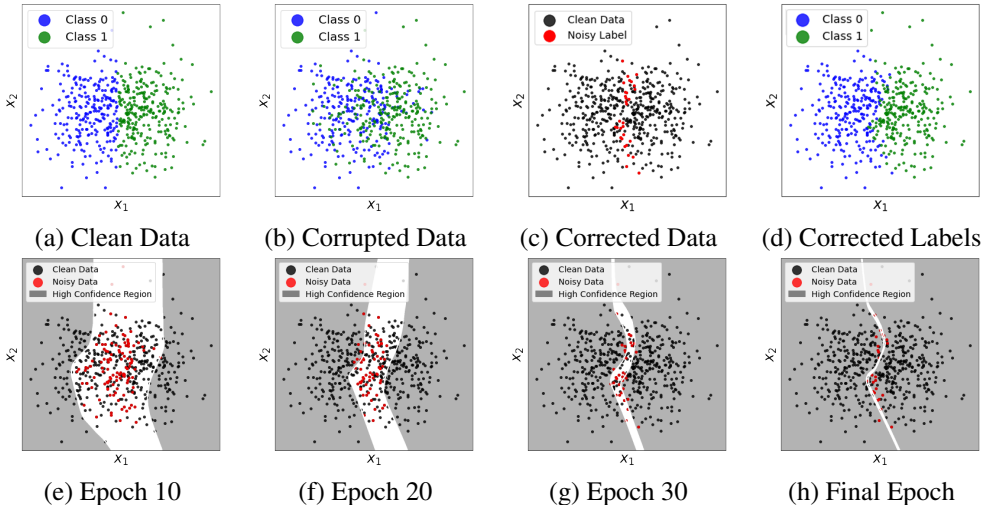 Class 0
Class 1
x2
x1
(a) Clean Data
Class 0
Class 1
x2
x1
(b) Corrupted Data
Clean Data
Noisy Label
x2
x1
(c) Corrected Data
Class 0
Class 1
x2
x1
(d) Corrected Labels
Clean Data
Noisy Data
High Confidence Region
x2
x1
(e) Epoch 10
Clean Data
Noisy Data
High Confidence Region
x2
x1
(f) Epoch 20
Clean Data
Noisy Data
High Confidence Region
x2
x1
(g) Epoch 30
Clean Data
Noisy Data
High Confidence Region
x2
x1
(h) Final Epoch